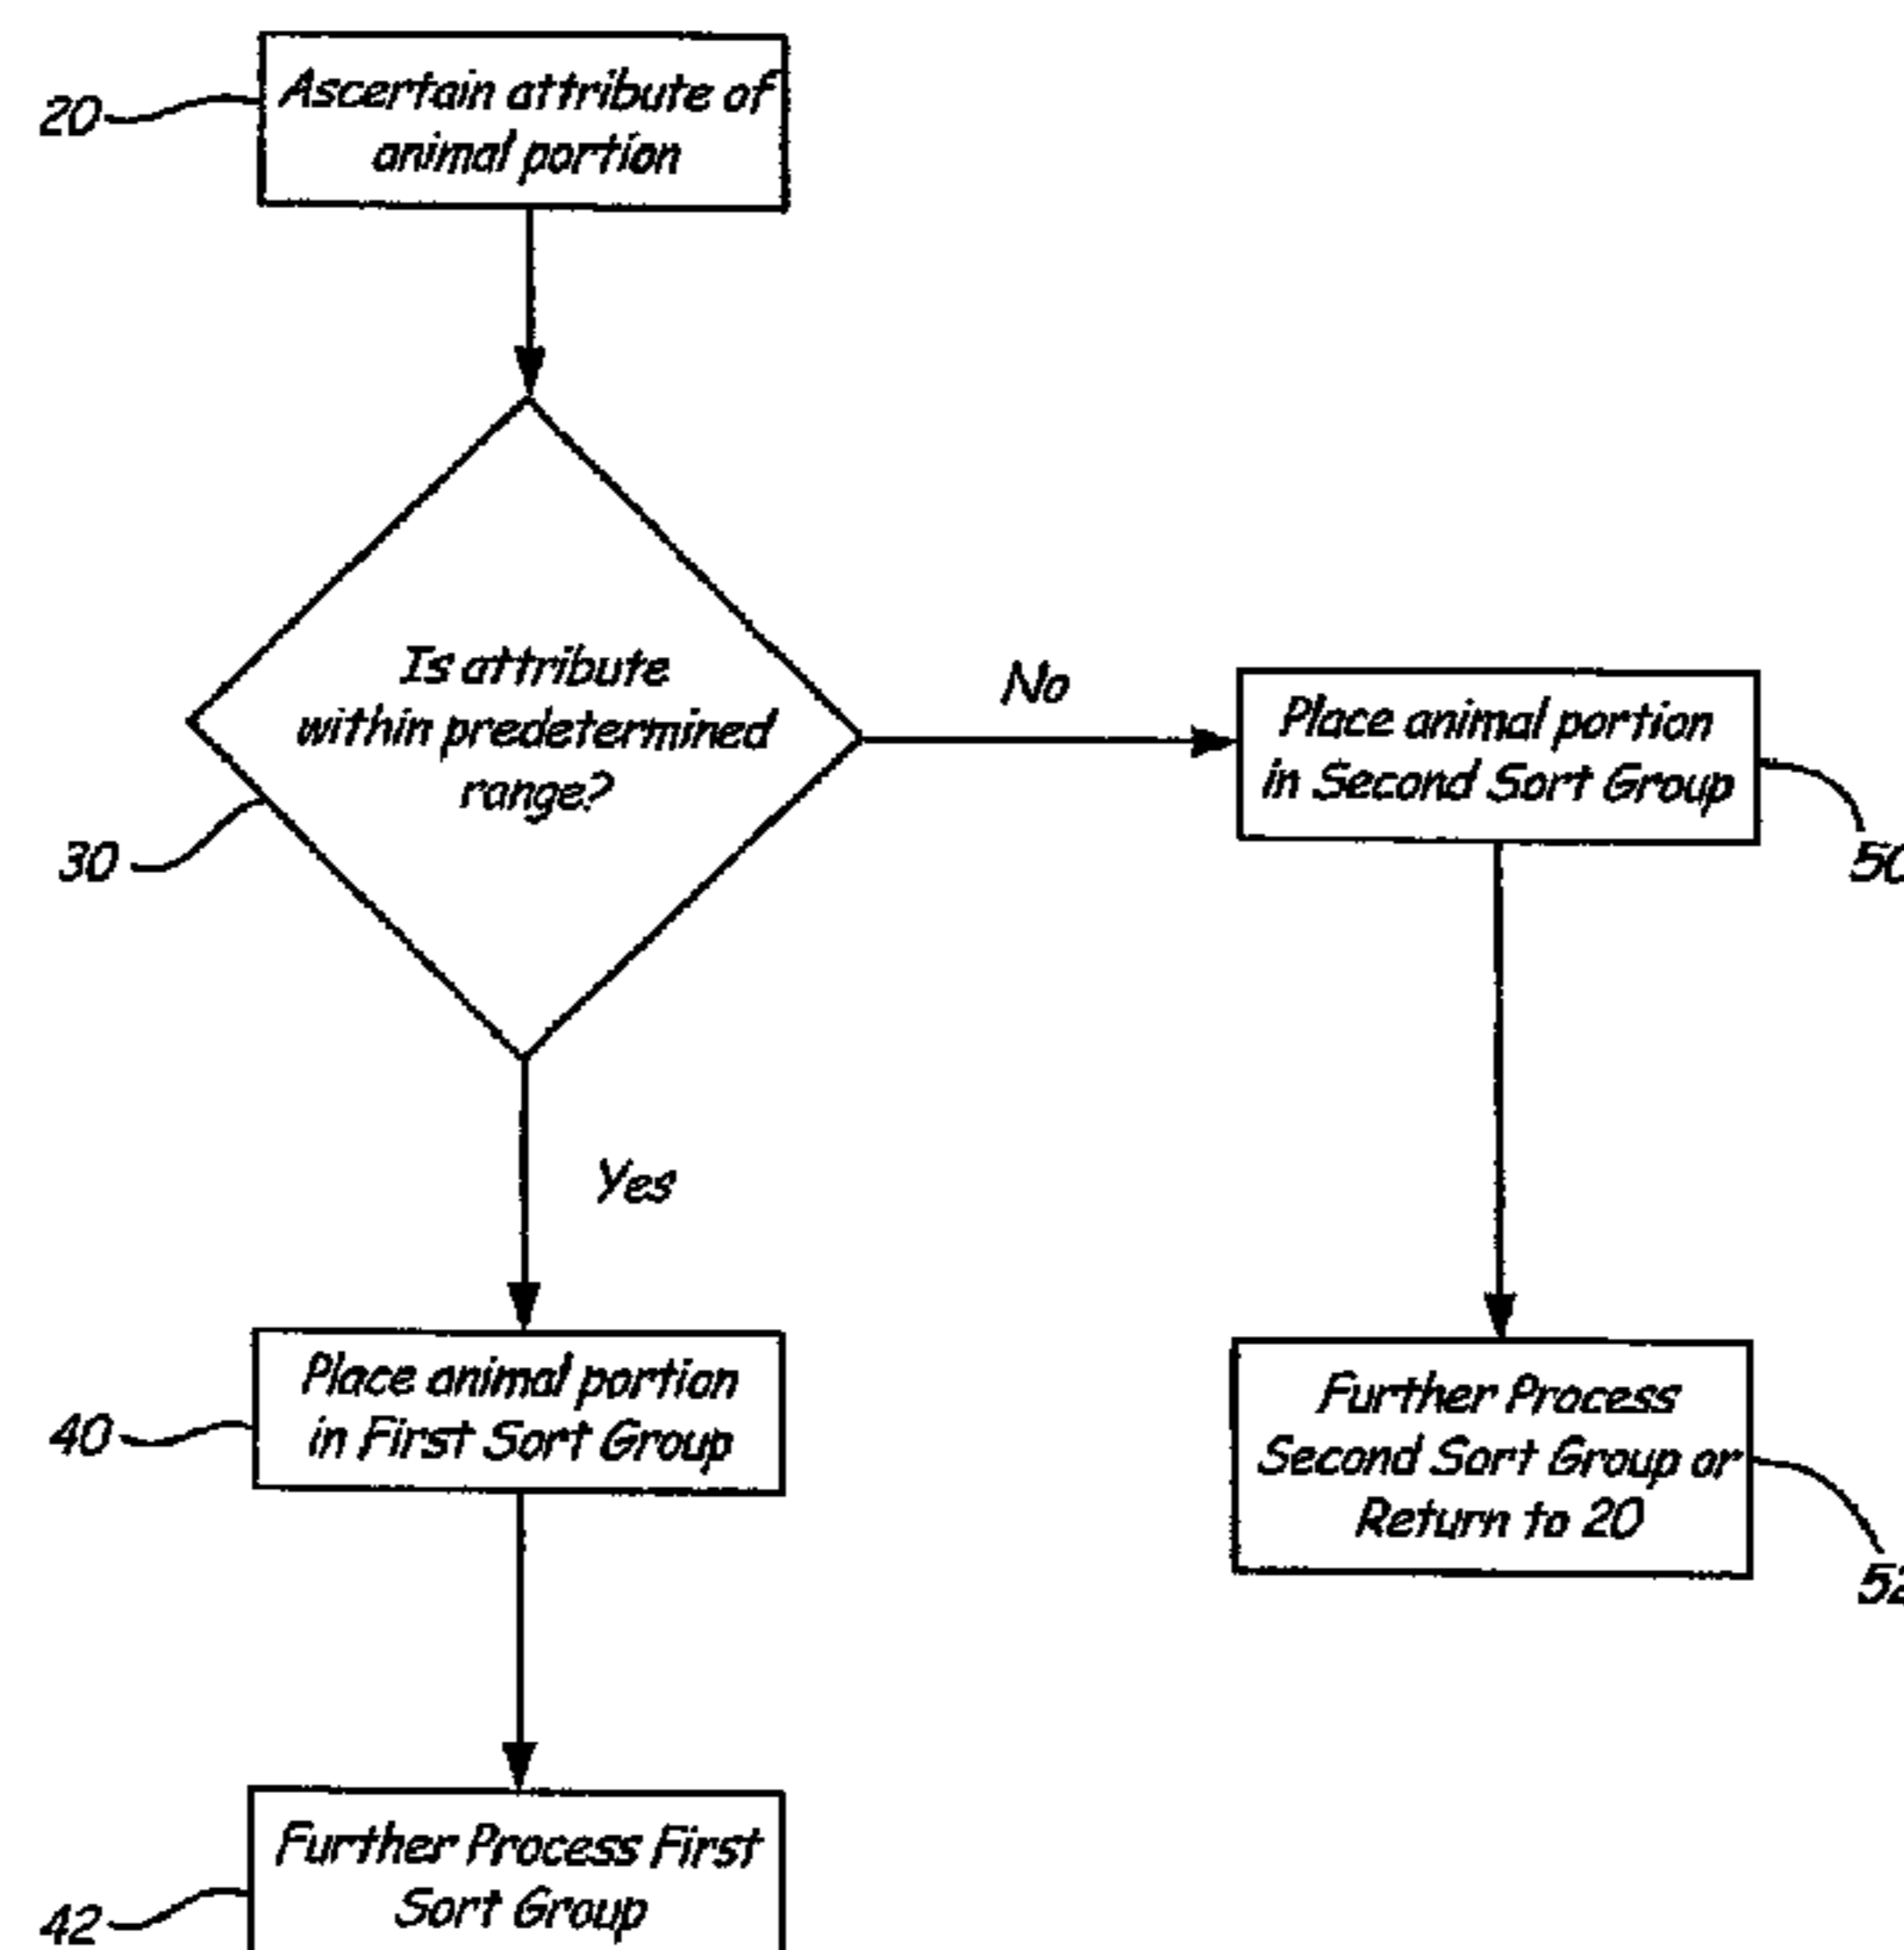 20
Ascertain attribute of
animal portion
Is attribute
within predetermined
range?
30
No
Place animal portion
in Second Sort Group
50
Yes
Place animal portion
in First Sort Group
40
Further Process
Second Sort Group or
Return to 20
52
Further Process First
Sort Group
42